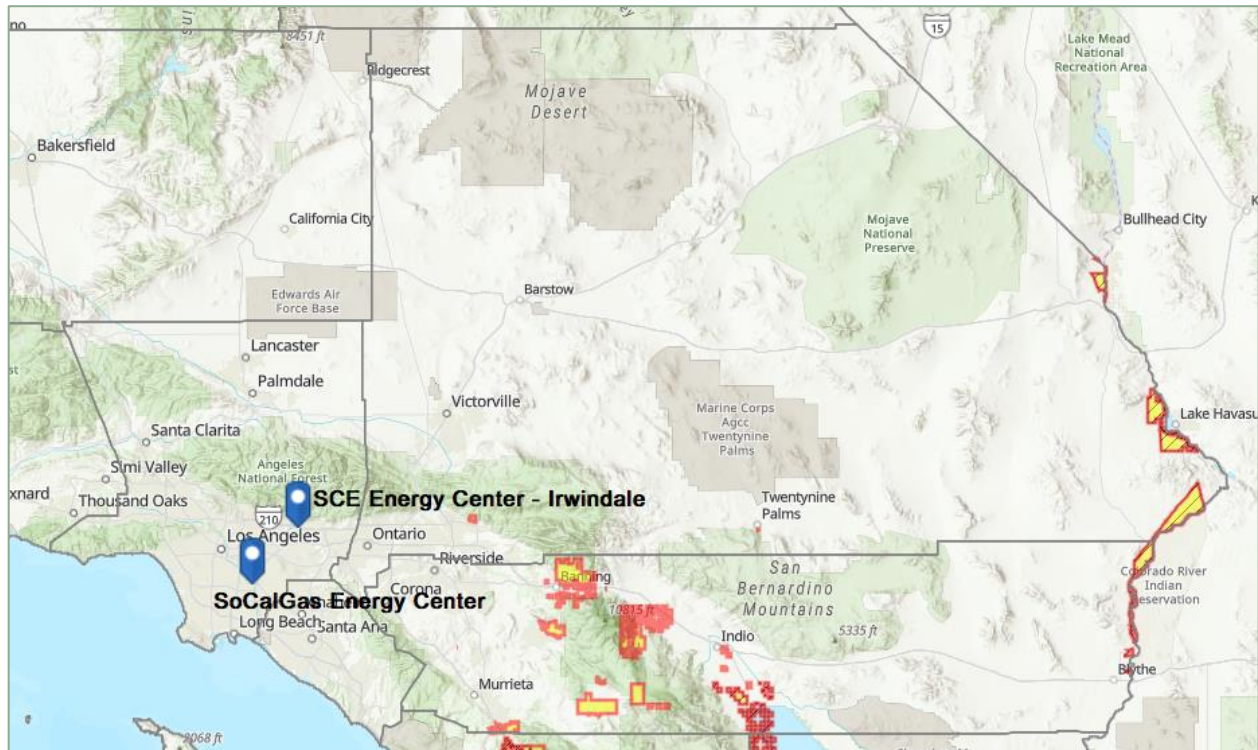 8451 ft
15
Lake Mead
National
Recreation Area
Ridgecrest
Mojave
Desert
Bakersfield
California City
Mojave
National
Preserve
Bullhead City
Edwards Air
Force Base
Barstow
Lancaster
Palmdale
Victorville
Marine Corps
Agcc
Twentynine
Palms
Lake Havasu
Santa Clarita
Simi Valley
Angeles
National Forest
Thousand Oaks
SCE Energy Center - Irwindale
Twentynine
Palms
210
Los Angeles
Ontario
Riverside
Corona
Banning
San
Bernardino
Mountains
Colorado River
Indian
Reservation
SoCalGas Energy Center
10815 ft
Long Beach
Santa Ana
Indio
5335 ft
Blythe
Murrieta
2068 ft